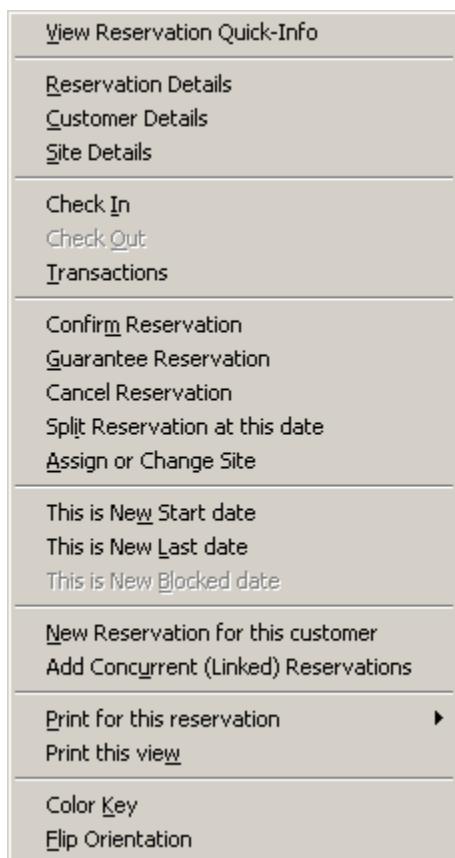 View Reservation Quick-Info
Reservation Details
Customer Details
Site Details
Check In
Check Out
Transactions
Confirm Reservation
Guarantee Reservation
Cancel Reservation
Split Reservation at this date
Assign or Change Site
This is New Start date
This is New Last date
This is New Blocked date
New Reservation for this customer
Add Concurrent (Linked) Reservations
Print for this reservation
Print this view
Color Key
Flip Orientation